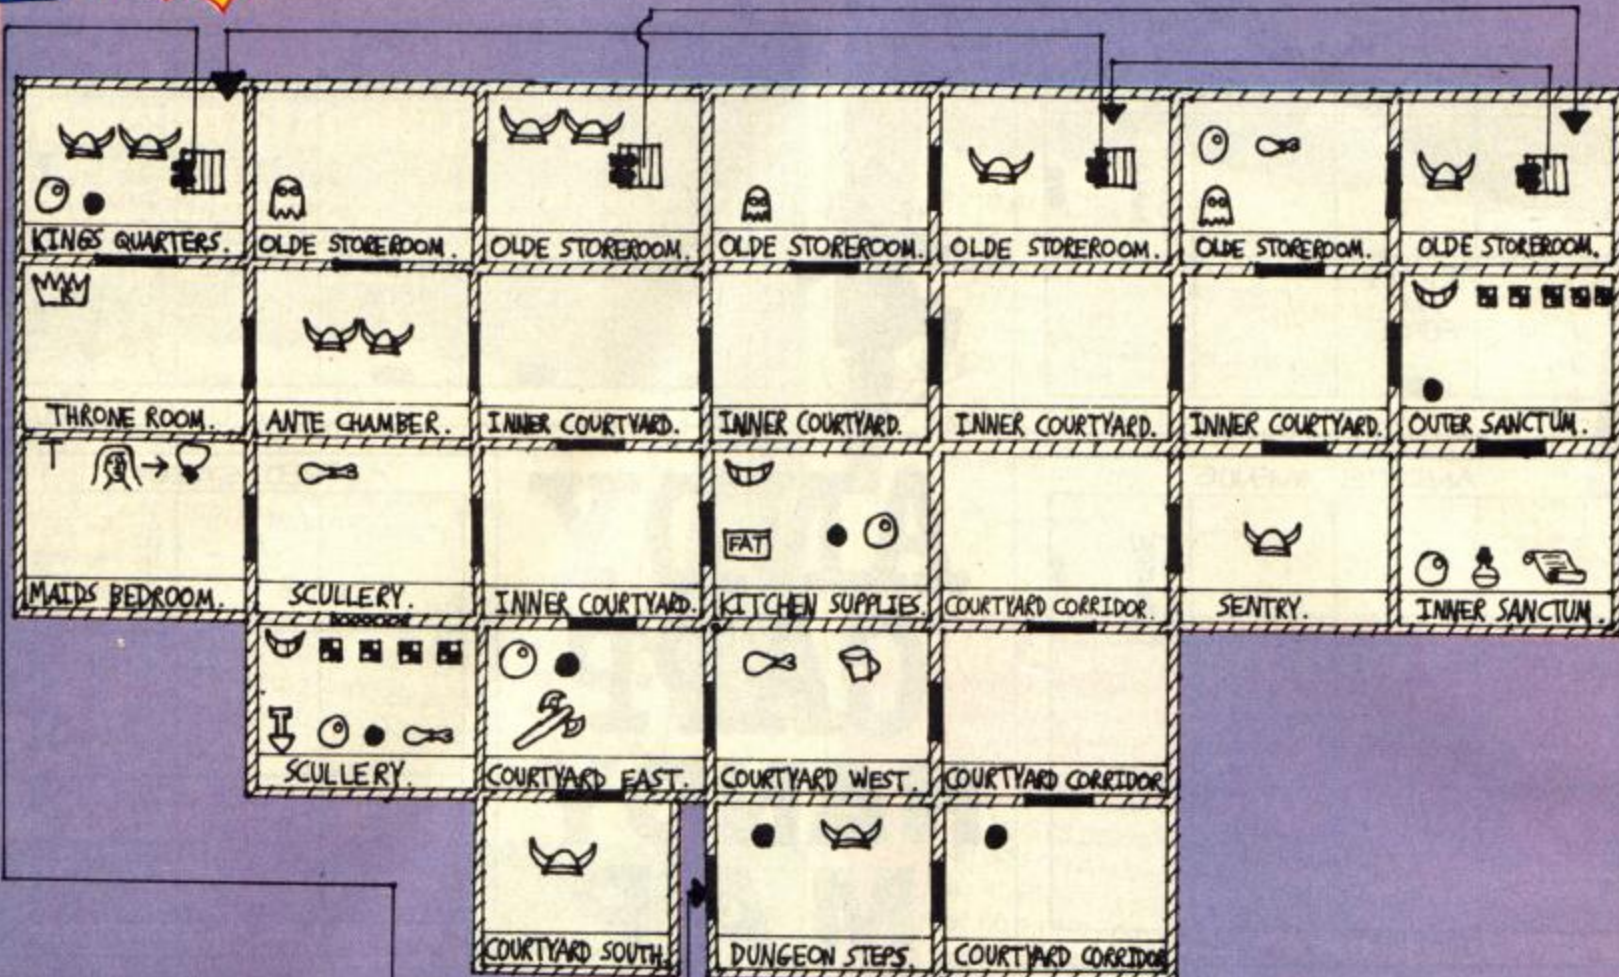 KINGS QUARTERS.
OLDE STOREROOM.
OLDE STOREROOM.
OLDE STOREROOM.
OLDE STOREROOM.
OLDE STOREROOM.
OLDE STOREROOM.
THRONE ROOM.
ANTE CHAMBER.
INNER COURTYARD.
INNER COURTYARD.
INNER COURTYARD.
INNER COURTYARD.
OUTER SANCTUM.
FAT
MAIDS BEDROOM.
SCULLERY.
INNER COURTYARD.
KITCHEN SUPPLIES.
COURTYARD CORRIDOR.
SENTRY.
INNER SANCTUM.
SCULLERY.
COURTYARD EAST.
COURTYARD WEST.
COURTYARD CORRIDOR
COURTYARD SOUTH.
DUNGEON STEPS.
COURTYARD CORRIDOR